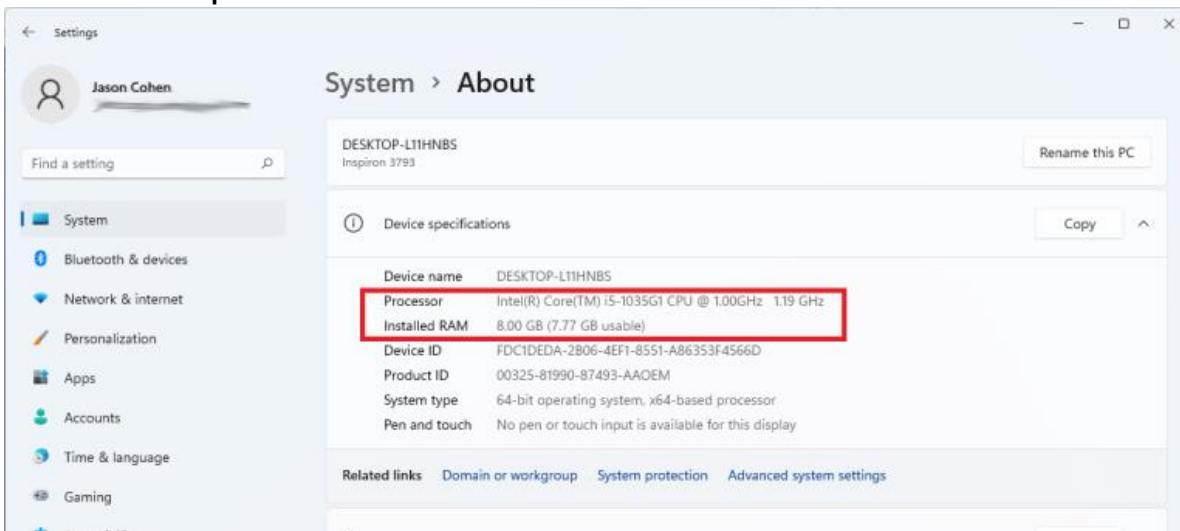 Settings
Jason Cohen
Find a setting
System
Bluetooth & devices
Network & internet
Personalization
Apps
Accounts
Time & language
Gaming
System > About
DESKTOP-L11HNBS
Inspiron 3793
Rename this PC
Device specifications
Copy
Device name DESKTOP-L11HNBS
Processor Intel(R) Core(TM) i5-1035G1 CPU @ 1.00GHz 1.19 GHz
Installed RAM 8.00 GB (7.77 GB usable)
Device ID FDC1DEDA-2B06-4EF1-8551-A86353F4566D
Product ID 00325-81990-87493-AAOEM
System type 64-bit operating system, x64-based processor
Pen and touch No pen or touch input is available for this display
Related links Domain or workgroup System protection Advanced system settings